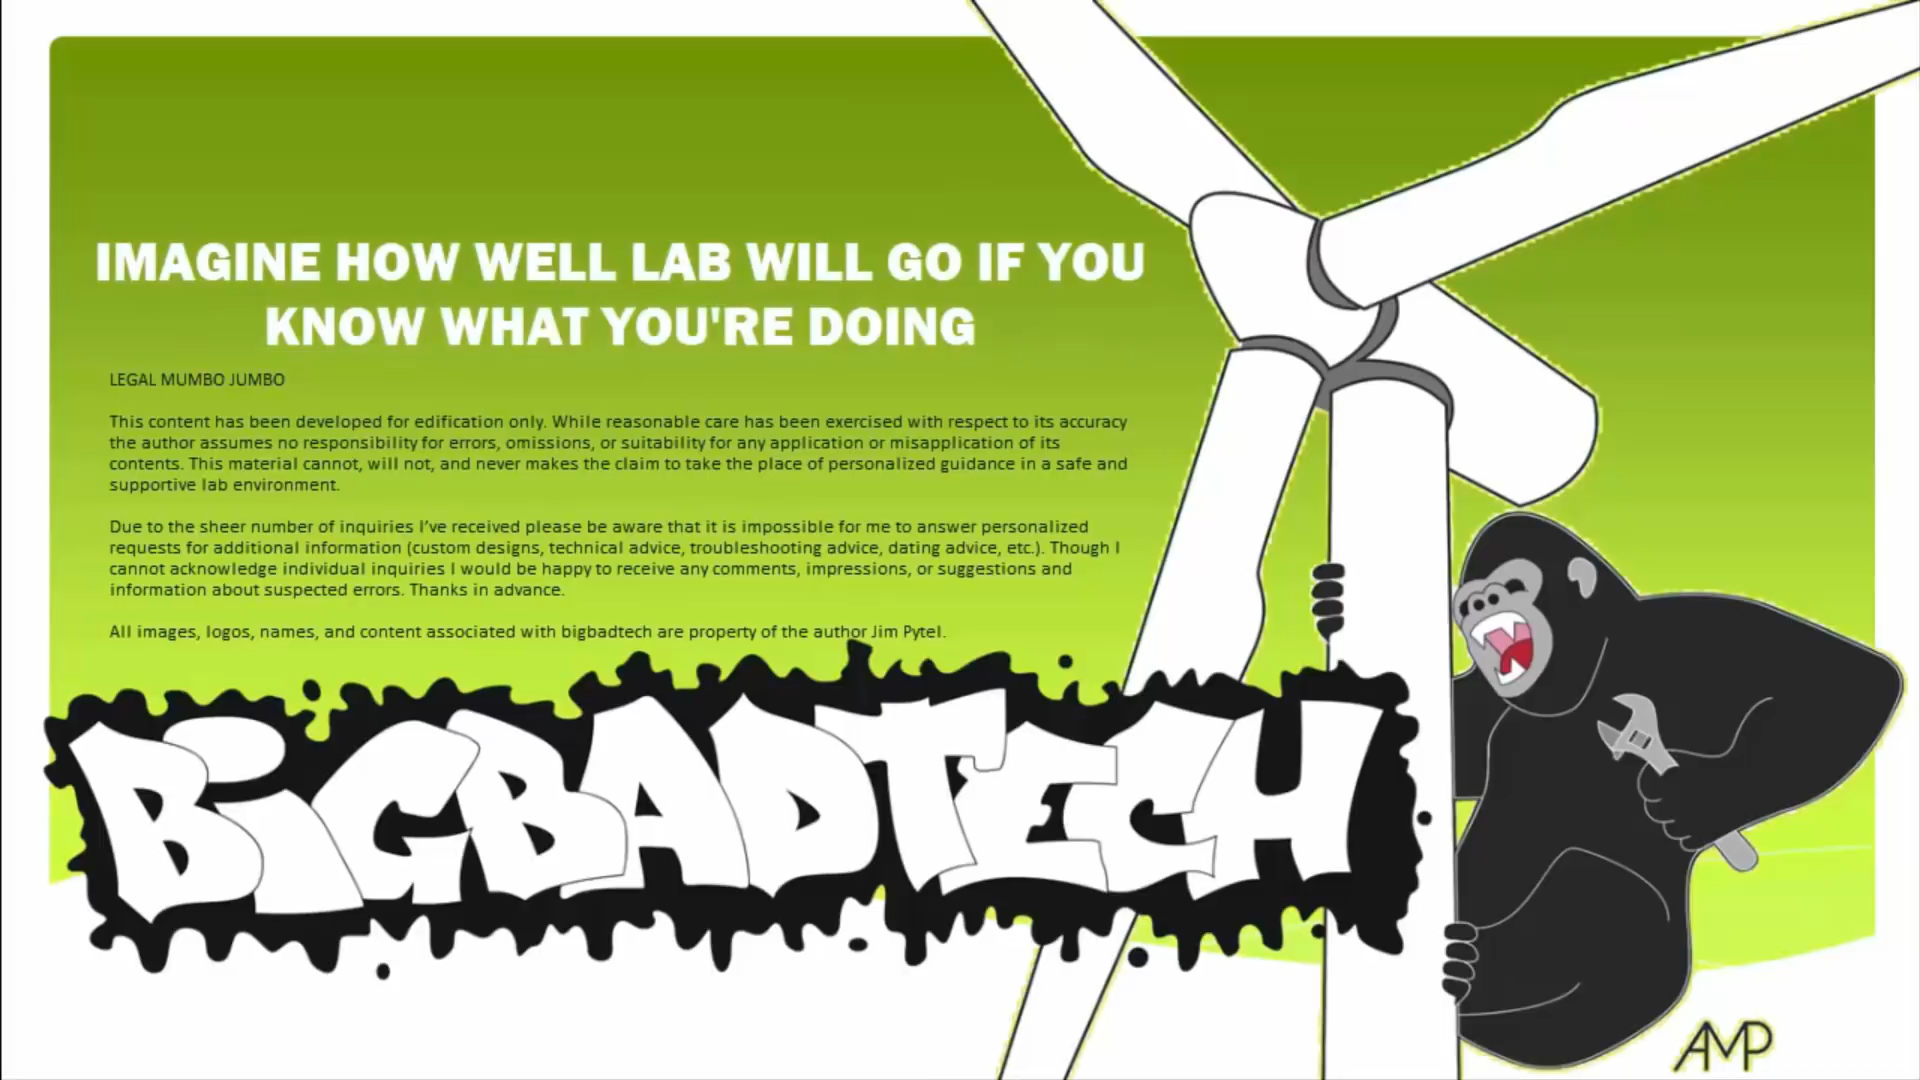 IMAGINE HOW WELL LAB WILL GO IF YOU
KNOW WHAT YOU'RE DOING
LEGAL MUMBO JUMBO
This content has been developed for edification only. While reasonable care has been exercised with respect to its accuracy
the author assumes no responsibility for errors, omissions, or suitability for any application or misapplication of its
contents. This material cannot, will not, and never makes the claim to take the place of personalized guidance in a safe and
supportive lab environment.
Due to the sheer number of inquiries I’ve received please be aware that it is impossible for me to answer personalized
requests for additional information (custom designs, technical advice, troubleshooting advice, dating advice, etc.). Though I
cannot acknowledge individual inquiries I would be happy to receive any comments, impressions, or suggestions and
information about suspected errors. Thanks in advance.
All images, logos, names, and content associated with bigbadtech are property of the author Jim Pytel.
BiGBADTECH
AMP